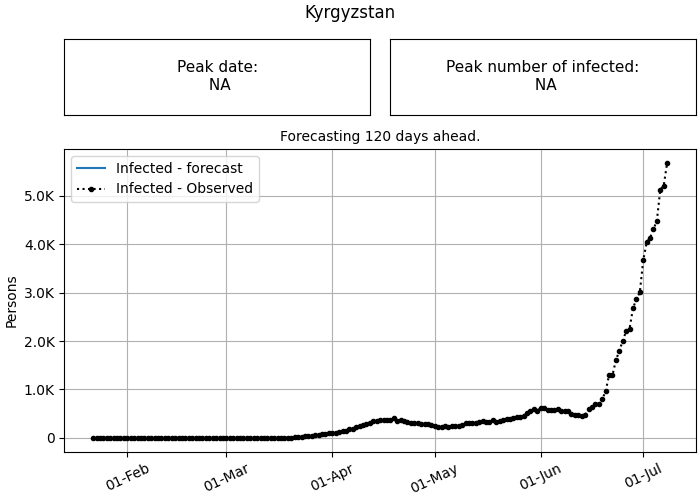 Kyrgyzstan
Peak date:
NA
Peak number of infected:
NA
Forecasting 120 days ahead.
Infected - forecast
Infected - Observed
Persons
5.0K
4.0K
3.0K
2.0K
1.0K
0
01-Feb
01-Mar
01-Apr
01-May
01-Jun
01-Jul